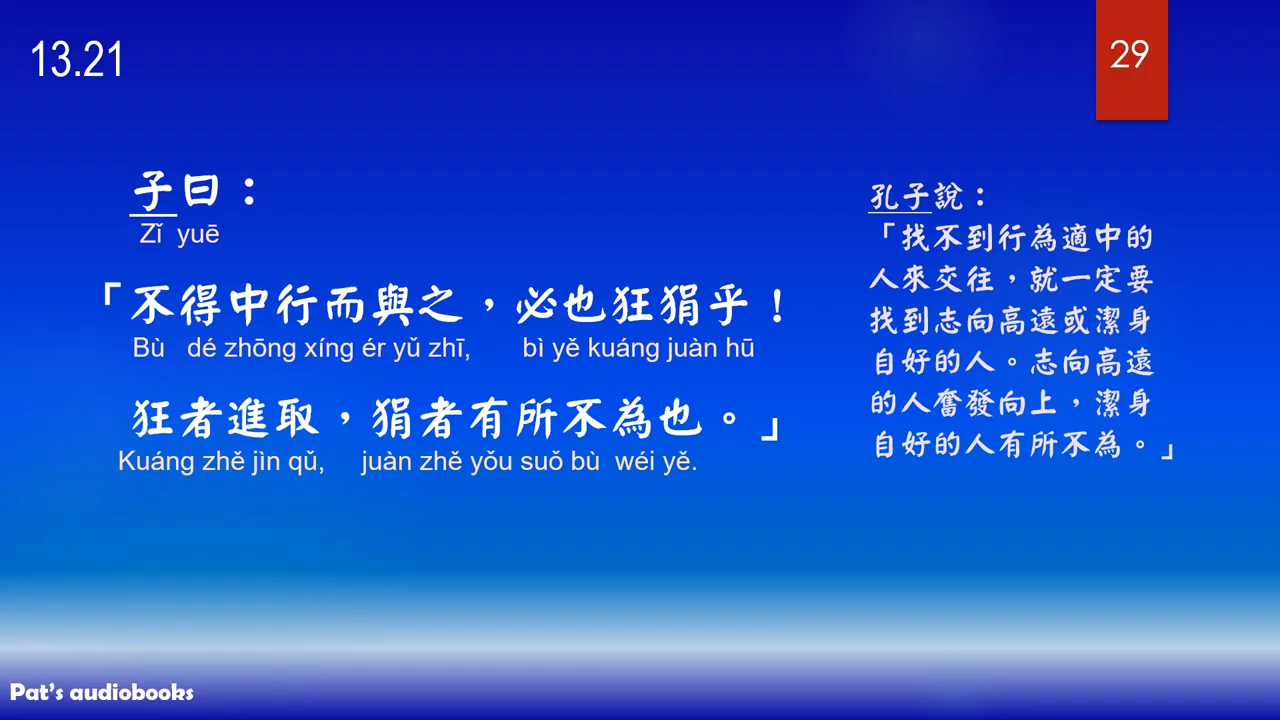 13.21
29
子曰：
Zǐ yuē
「不得中行而與之，必也狂狷乎！
Bù dé zhōng xíng ér yǔ zhī, bì yě kuáng juàn hū
狂者進取，狷者有所不為也。」
Kuáng zhě jìn qǔ, juàn zhě yǒu suǒ bù wéi yě.
孔子說：
「找不到行為適中的
人來交往，就一定要
找到志向高遠或潔身
自好的人。志向高遠
的人奮發向上，潔身
自好的人有所不為。」
Pat's audiobooks